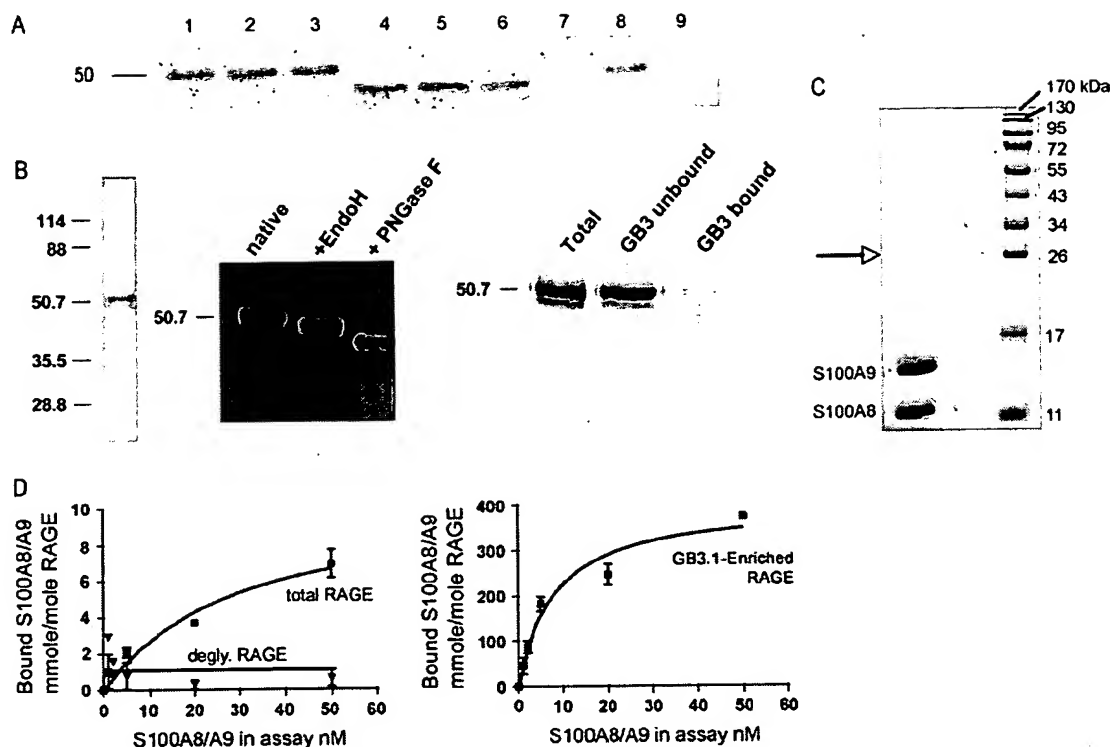 A
1 2 3 4 5 6 7 8 9
50
B
114
88
50.7
35.5
28.8
native
+EndoH
+ PNGase F
50.7
Total
GB3 unbound
GB3 bound
50.7
C
170 kDa
130
95
72
55
43
34
26
17
11
S100A9
S100A8
D
Bound S100A8/A9
mmole/mole RAGE
10
8
6
4
2
0
total RAGE
degly. RAGE
0 10 20 30 40 50 60
S100A8/A9 in assay nM
Bound S100A8/A9
mmole/mole RAGE
400
300
200
100
0
GB3.1-Enriched
RAGE
0 10 20 30 40 50 60
S100A8/A9 in assay nM